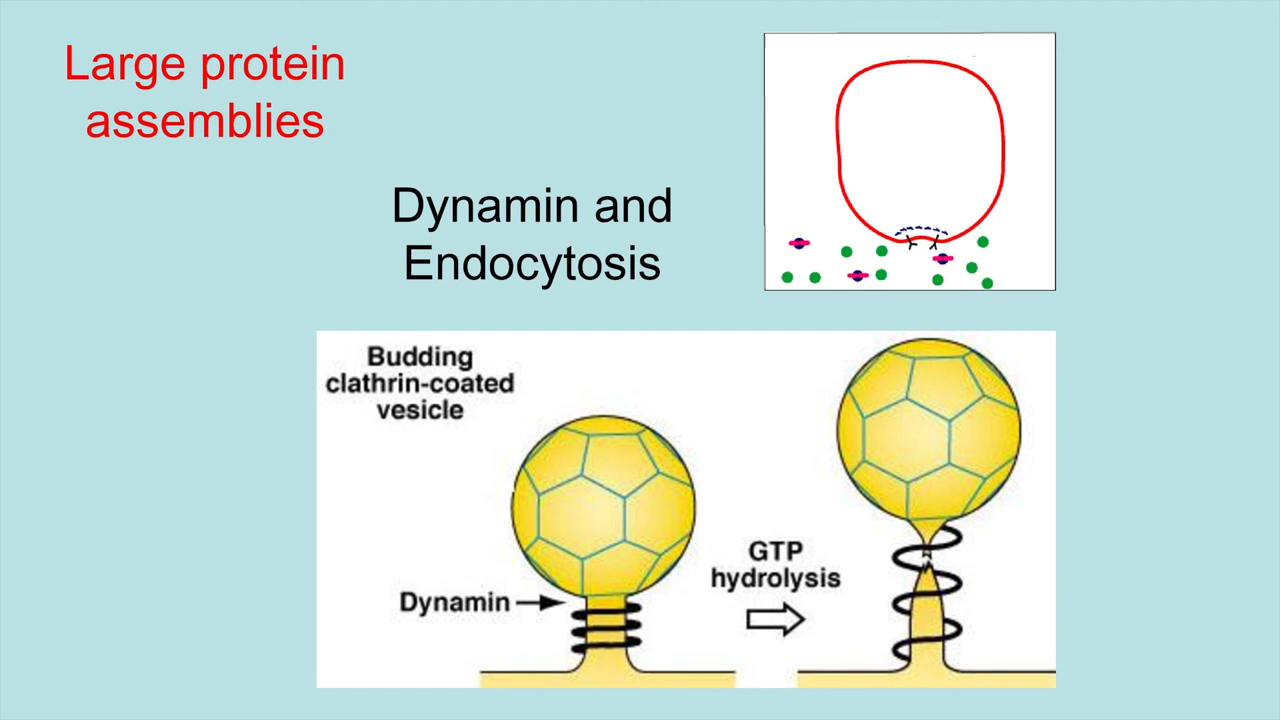 Large protein
assemblies
Dynamin and
Endocytosis
Budding
clathrin-coated
vesicle
Dynamin
GTP
hydrolysis